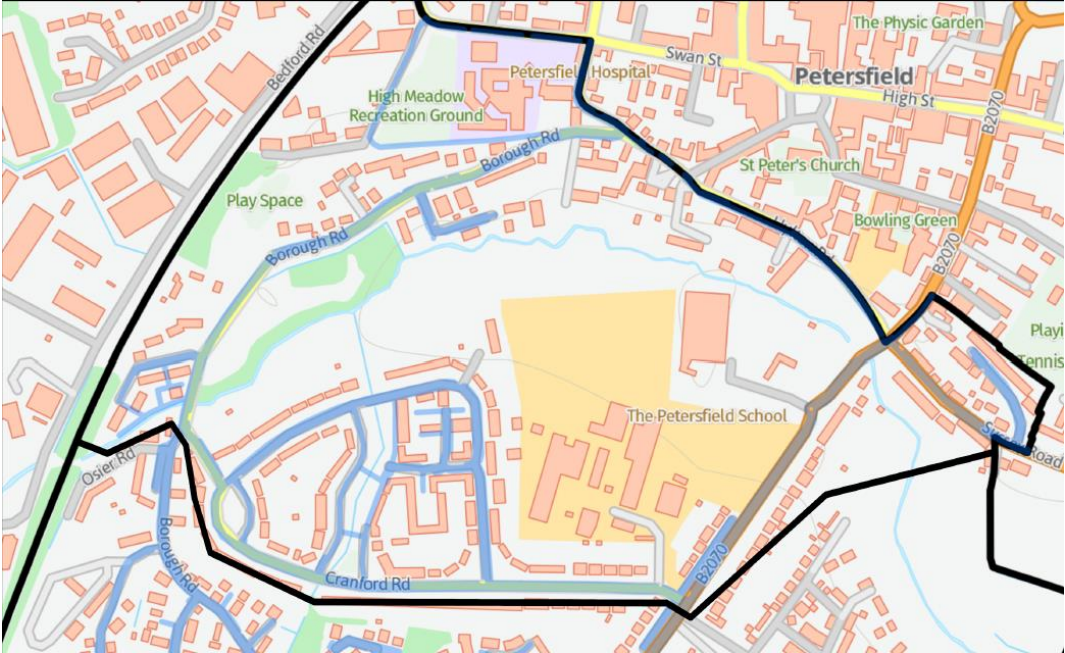 The Physic Garden
Bedford Rd
Swan St
Petersfield Hospital
Petersfield
High Meadow
Recreation Ground
High St
B2070
Borough Rd
St Peter's Church
Play Space
Bowling Green
Borough Rd
B2070
Playi
Tennis
The Petersfield School
Road
Osier Rd
Borough Rd
B2070
Cranford Rd